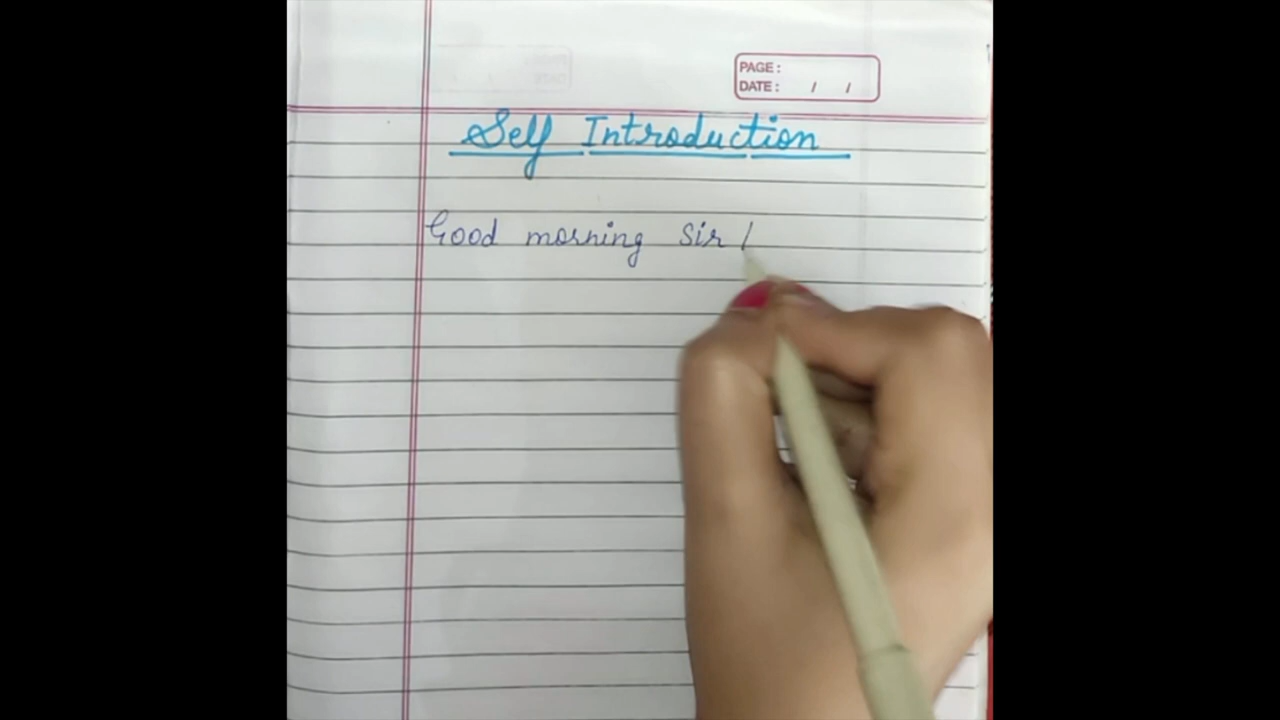 PAGE :
DATE : / /
Self Introduction
Good morning Sir /